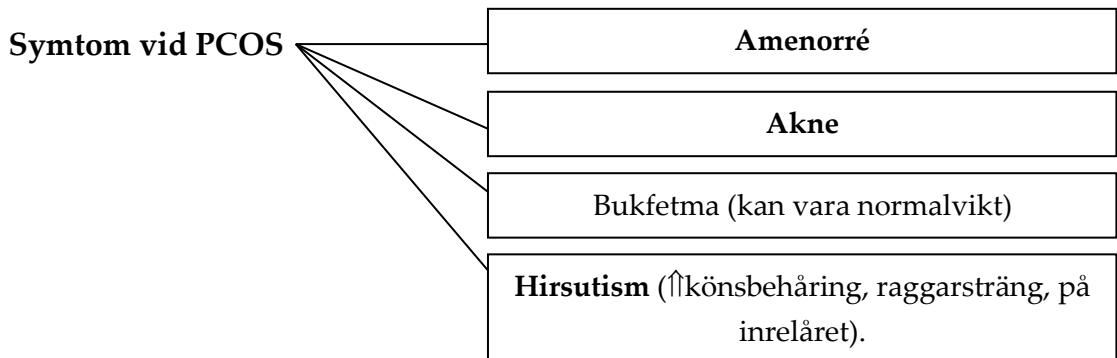 Symtom vid PCOS
Amenorré
Akne
Bukfetma (kan vara normalvikt)
Hirsutism (⇑könsbehåring, raggarsträng, på
inrelåret).